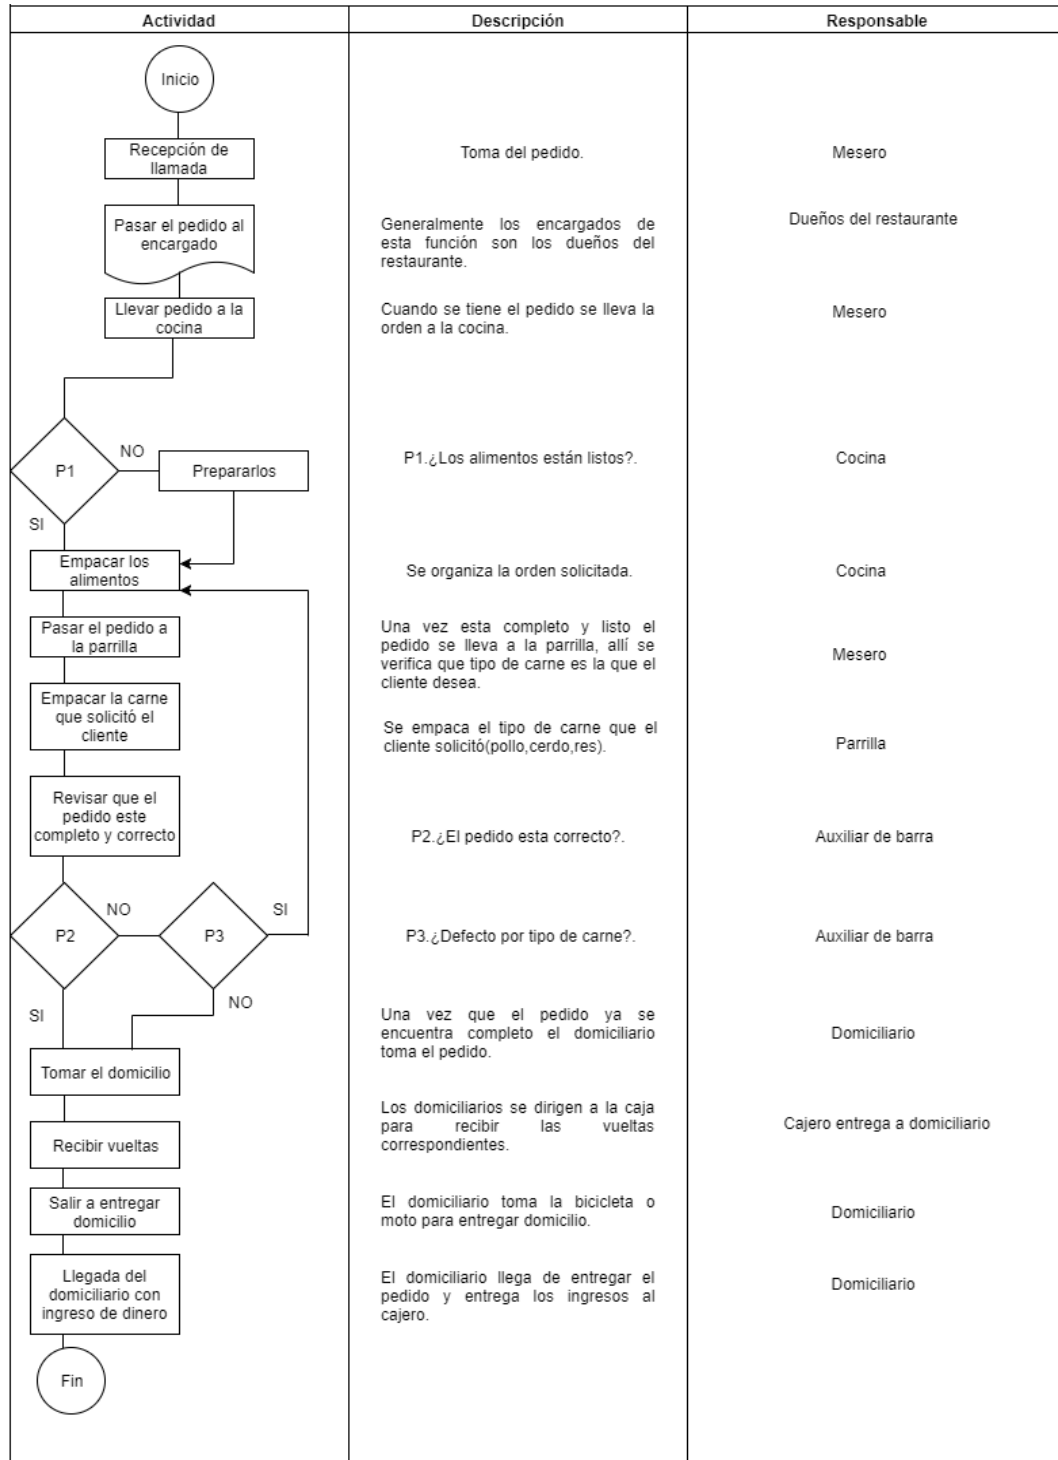 Actividad
Descripción
Responsable
Inicio
Recepción de
llamada
Toma del pedido.
Mesero
Pasar el pedido al
encargado
Generalmente los encargados de
esta función son los dueños del
restaurante.
Dueños del restaurante
Llevar pedido a la
cocina
Cuando se tiene el pedido se lleva la
orden a la cocina.
Mesero
P1
NO
Prepararlos
SI
P1.¿Los alimentos están listos?.
Cocina
Empacar los
alimentos
Se organiza la orden solicitada.
Cocina
Pasar el pedido a
la parrilla
Una vez esta completo y listo el
pedido se lleva a la parrilla, allí se
verifica que tipo de carne es la que el
cliente desea.
Mesero
Empacar la carne
que solicitó el
cliente
Se empaca el tipo de carne que el
cliente solicitó(pollo,cerdo,res).
Parrilla
Revisar que el
pedido este
completo y correcto
P2.¿El pedido esta correcto?.
Auxiliar de barra
P2
NO
P3
SI
P3.¿Defecto por tipo de carne?.
Auxiliar de barra
SI
NO
Tomar el domicilio
Una vez que el pedido ya se
encuentra completo el domiciliario
toma el pedido.
Domiciliario
Recibir vueltas
Los domiciliarios se dirigen a la caja
para recibir las vueltas
correspondientes.
Cajero entrega a domiciliario
Salir a entregar
domicilio
El domiciliario toma la bicicleta o
moto para entregar domicilio.
Domiciliario
Llegada del
domiciliario con
ingreso de dinero
El domiciliario llega de entregar el
pedido y entrega los ingresos al
cajero.
Domiciliario
Fin